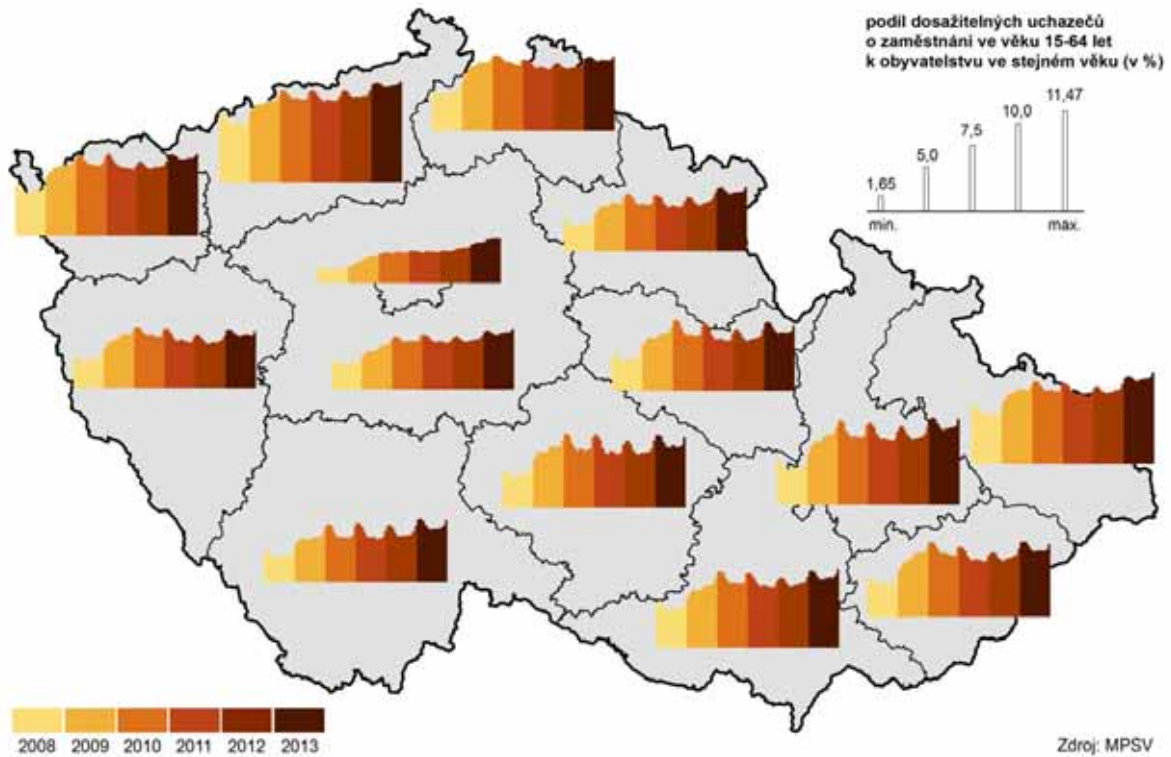 podíl dosažitelných uchazečů
o zaměstnání ve věku 15-64 let
k obyvatelstvu ve stejném věku (v %)
1,65
5,0
7,5
10,0
11,47
min.
max.
2008 2009 2010 2011 2012 2013
Zdroj: MPSV